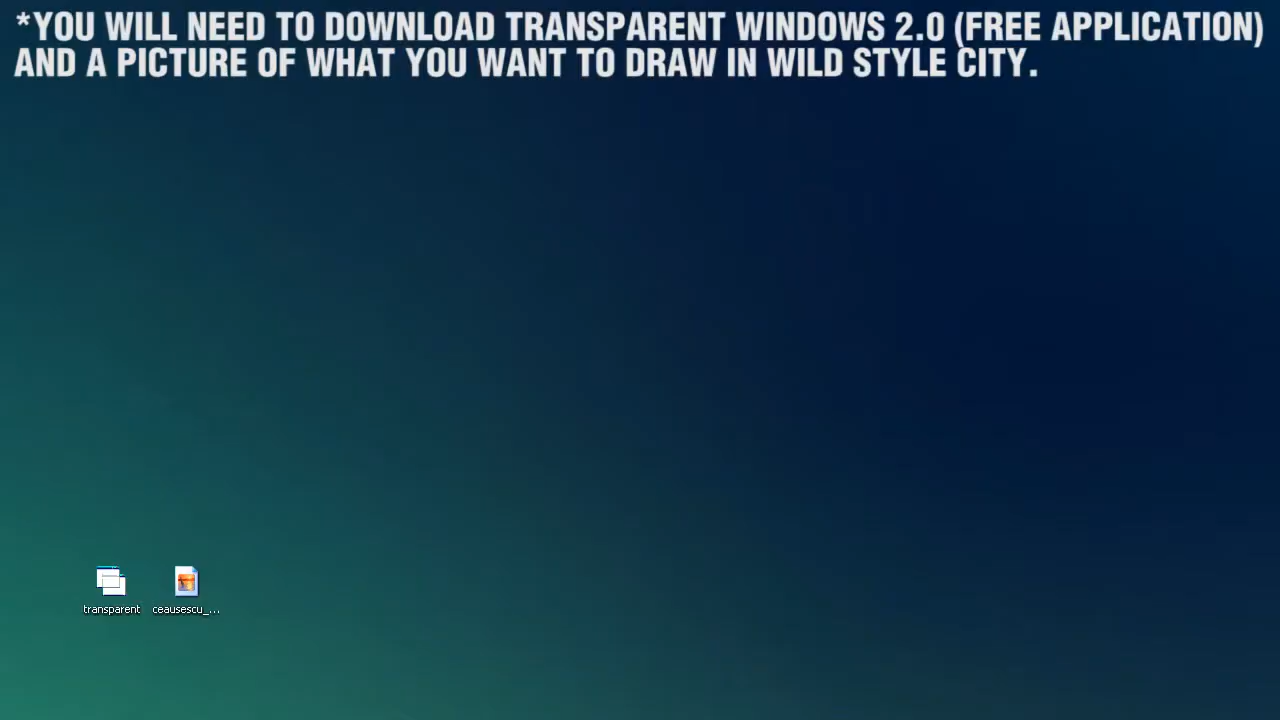 *YOU WILL NEED TO DOWNLOAD TRANSPARENT WINDOWS 2.0 (FREE APPLICATION)
AND A PICTURE OF WHAT YOU WANT TO DRAW IN WILD STYLE CITY.
transparent
ceausescu_...